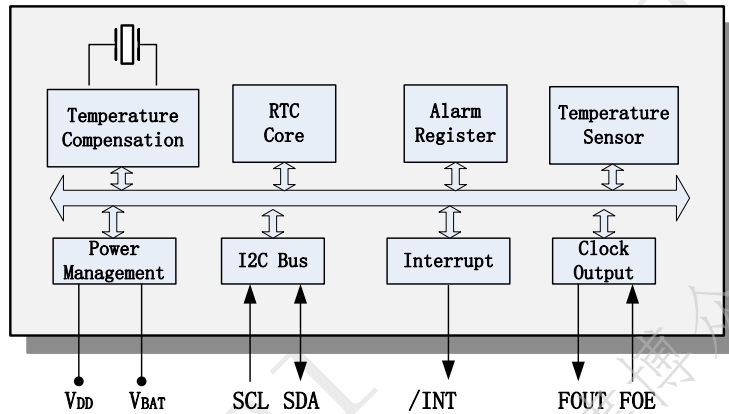 Temperature
Compensation
RTC
Core
Alarm
Register
Temperature
Sensor
Power
Management
I2C Bus
Interrupt
Clock
Output
VDD VBAT SCL SDA /INT FOUT FOE